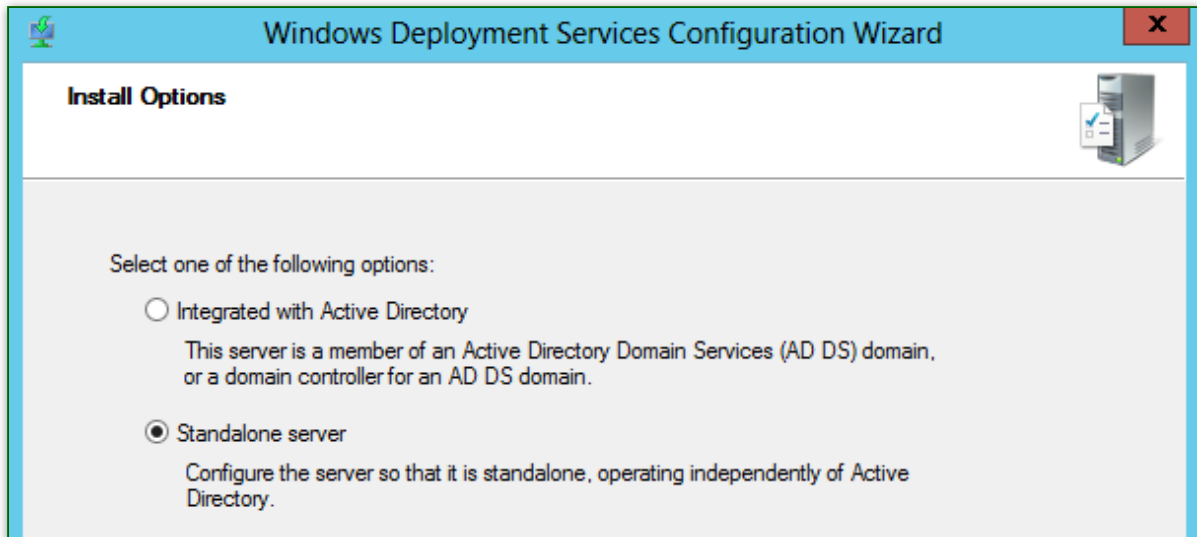 Windows Deployment Services Configuration Wizard
X
Install Options
Select one of the following options:
Integrated with Active Directory
This server is a member of an Active Directory Domain Services (AD DS) domain,
or a domain controller for an AD DS domain.
Standalone server
Configure the server so that it is standalone, operating independently of Active
Directory.